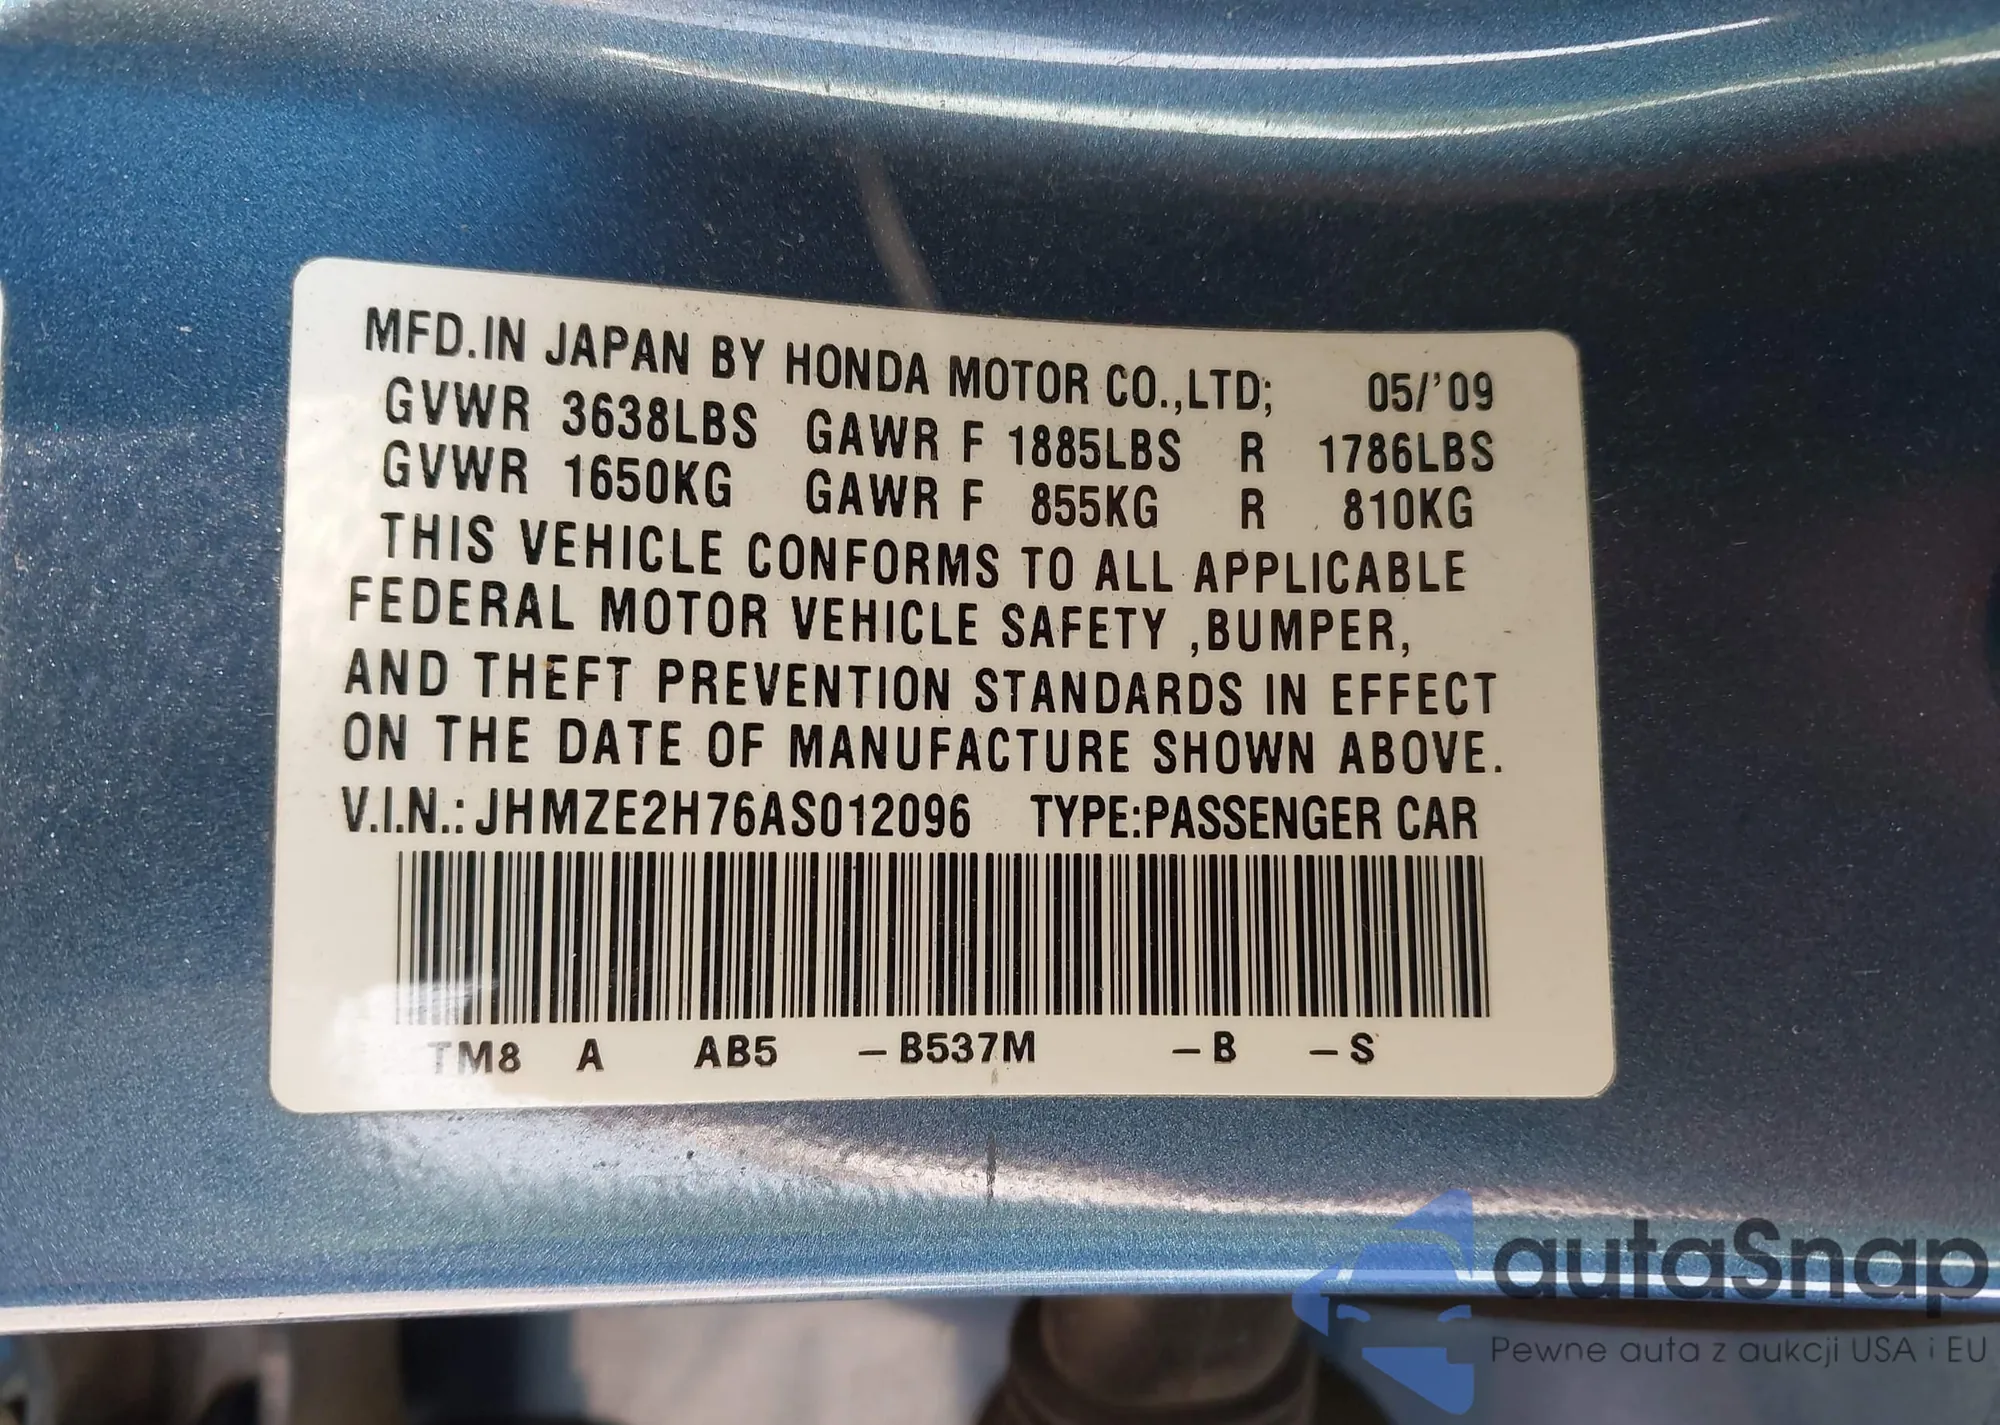 MFD.IN JAPAN BY HONDA MOTOR CO.,LTD; 05/'09
GVWR 3638LBS GAWR F 1885LBS R 1786LBS
GVWR 1650KG GAWR F 855KG R 810KG
THIS VEHICLE CONFORMS TO ALL APPLICABLE
FEDERAL MOTOR VEHICLE SAFETY ,BUMPER,
AND THEFT PREVENTION STANDARDS IN EFFECT
ON THE DATE OF MANUFACTURE SHOWN ABOVE.
V.I.N.: JHMZE2H76AS012096 TYPE:PASSENGER CAR
TM8 A AB5 –B537M –B –S
autaSnap
Pewne auta z aukcji USA i EU